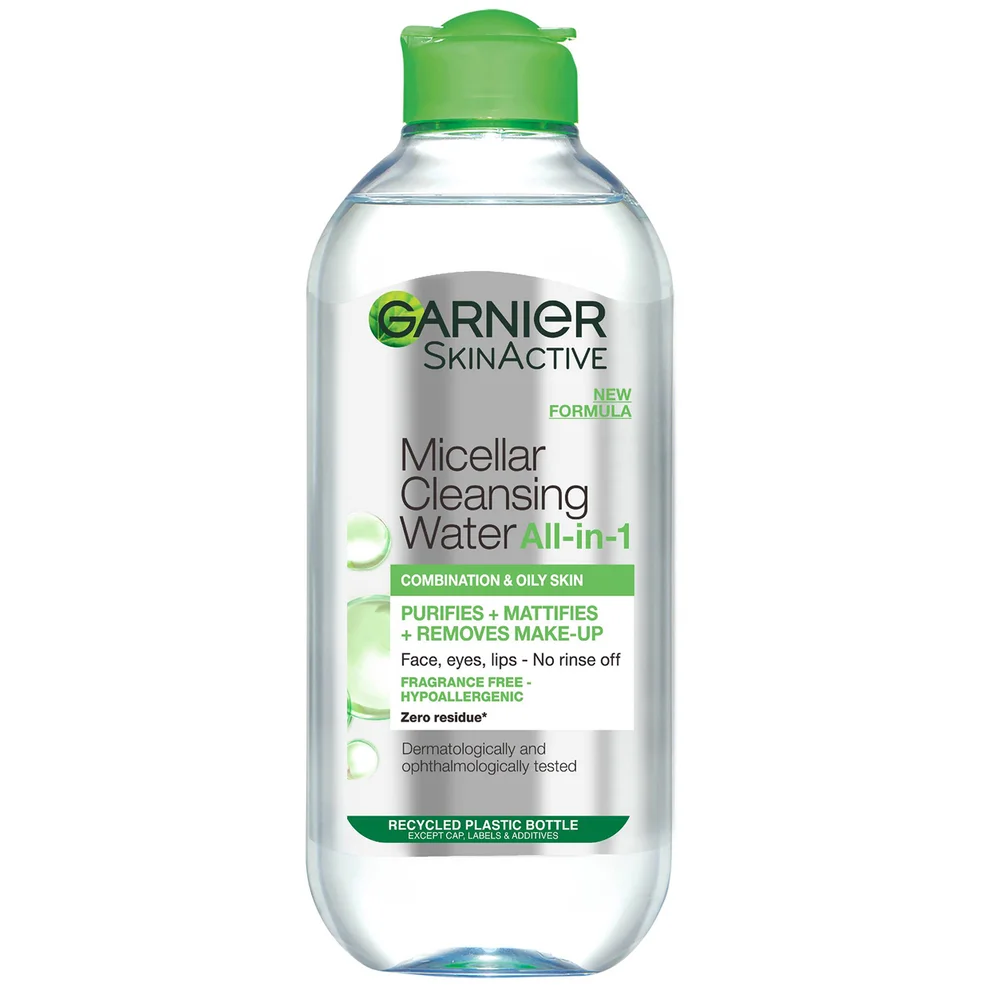 GARNIER
SKINACTIVE
NEW
FORMULA
Micellar
Cleansing
Water All-in-1
COMBINATION & OILY SKIN
PURIFIES + MATTIFIES
+ REMOVES MAKE-UP
Face, eyes, lips - No rinse off
FRAGRANCE FREE -
HYPOALLERGENIC
Zero residue*
Dermatologically and
ophthalmologically tested
RECYCLED PLASTIC BOTTLE
EXCEPT CAP, LABELS & ADDITIVES